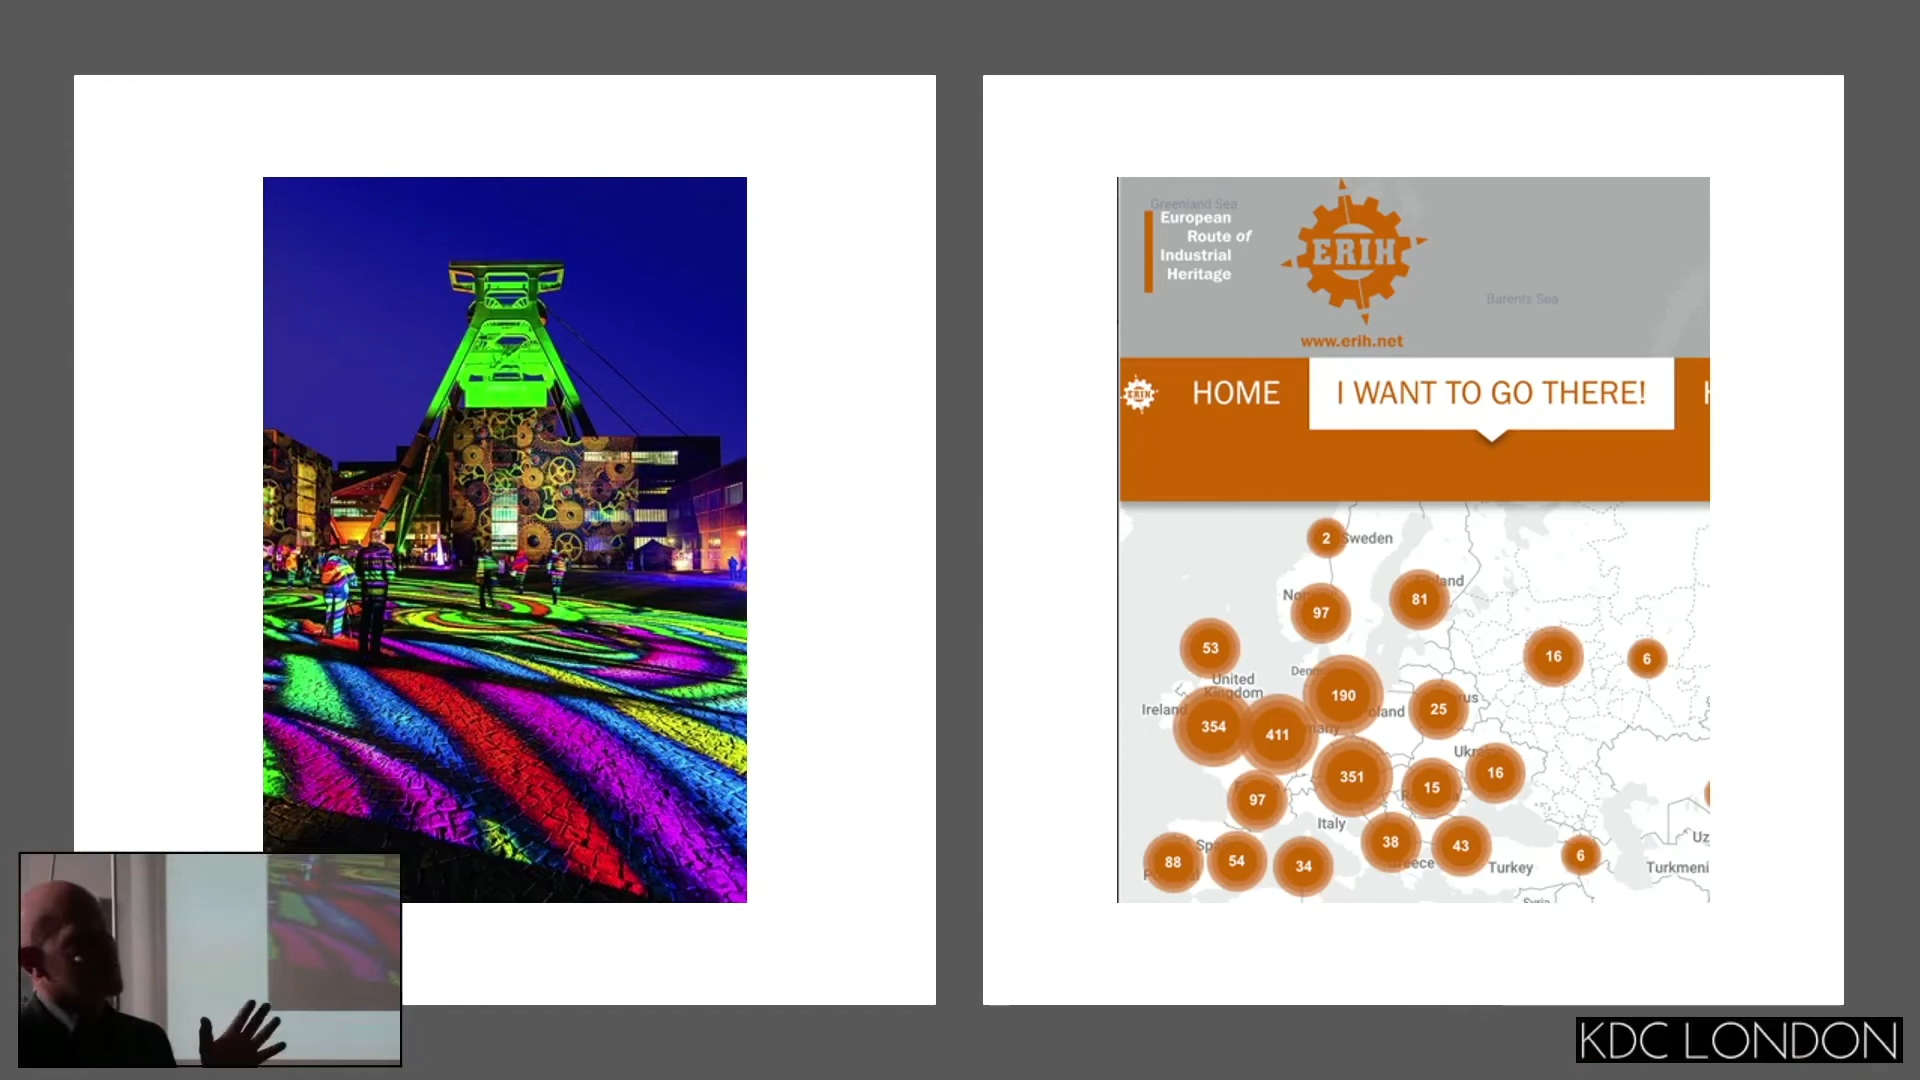 Greenland Sea
European
Route of
Industrial
Heritage
ERIH
Barents Sea
www.erih.net
ERIH
HOME
I WANT TO GO THERE!
2
Sweden
81
97
53
16
6
United
Kingdom
190
Ireland
25
354
411
351
16
15
97
Italy
38
43
88
54
34
6
Turkey
KDC LONDON